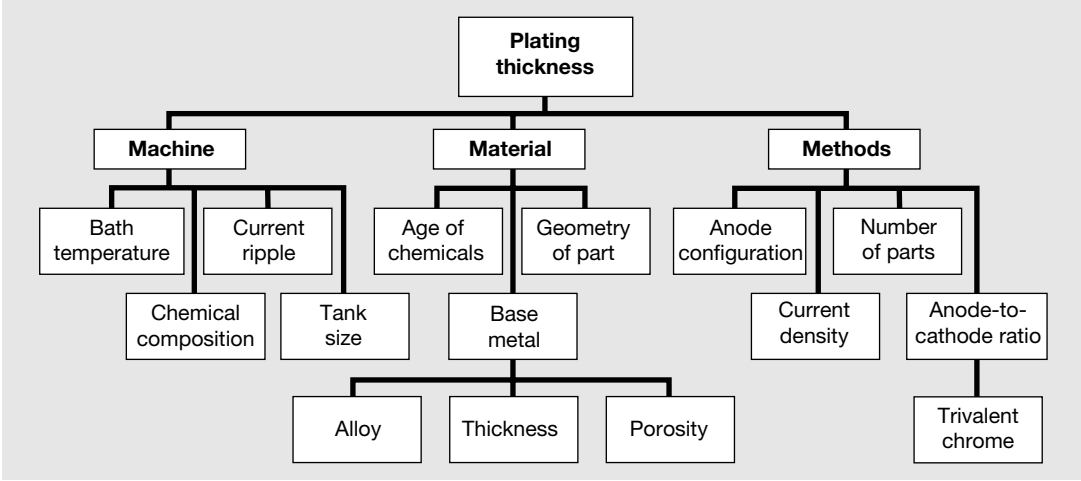 Plating
thickness
Machine
Material
Methods
Bath
temperature
Current
ripple
Age of
chemicals
Geometry
of part
Anode
configuration
Number
of parts
Chemical
composition
Tank
size
Base
metal
Current
density
Anode-to-
cathode ratio
Alloy
Thickness
Porosity
Trivalent
chrome